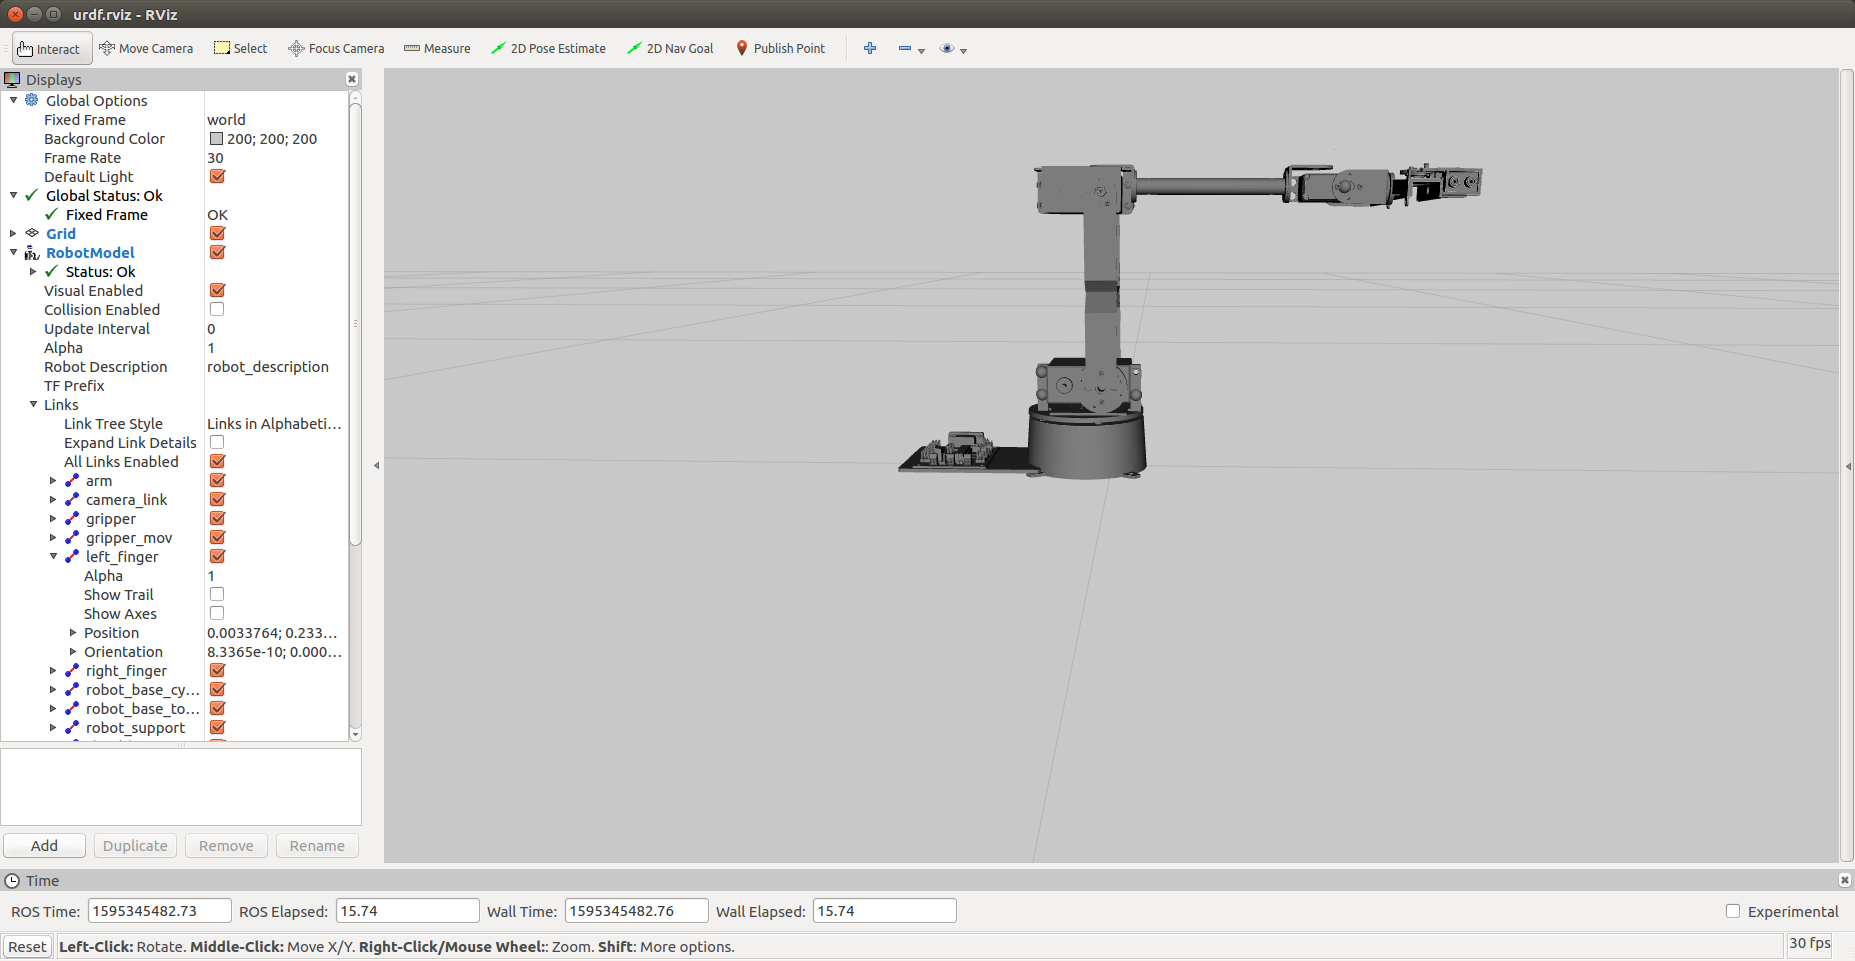 urdf.rviz - RViz
Interact Move Camera Select Focus Camera Measure 2D Pose Estimate 2D Nav Goal Publish Point
Displays
Global Options
Fixed Frame world
Background Color 200; 200; 200
Frame Rate 30
Default Light
Global Status: Ok
Fixed Frame OK
Grid
RobotModel
Status: Ok
Visual Enabled
Collision Enabled
Update Interval 0
Alpha 1
Robot Description robot_description
TF Prefix
Links
Link Tree Style Links in Alphabeti...
Expand Link Details
All Links Enabled
arm
camera_link
gripper
gripper_mov
left_finger
Alpha 1
Show Trail
Show Axes
Position 0.0033764; 0.233...
Orientation 8.3365e-10; 0.000...
right_finger
robot_base_cy...
robot_base_to...
robot_support
Add Duplicate Remove Rename
Time
ROS Time: 1595345482.73 ROS Elapsed: 15.74 Wall Time: 1595345482.76 Wall Elapsed: 15.74 Experimental
Reset Left-Click: Rotate. Middle-Click: Move X/Y. Right-Click/Mouse Wheel:: Zoom. Shift: More options. 30 fps